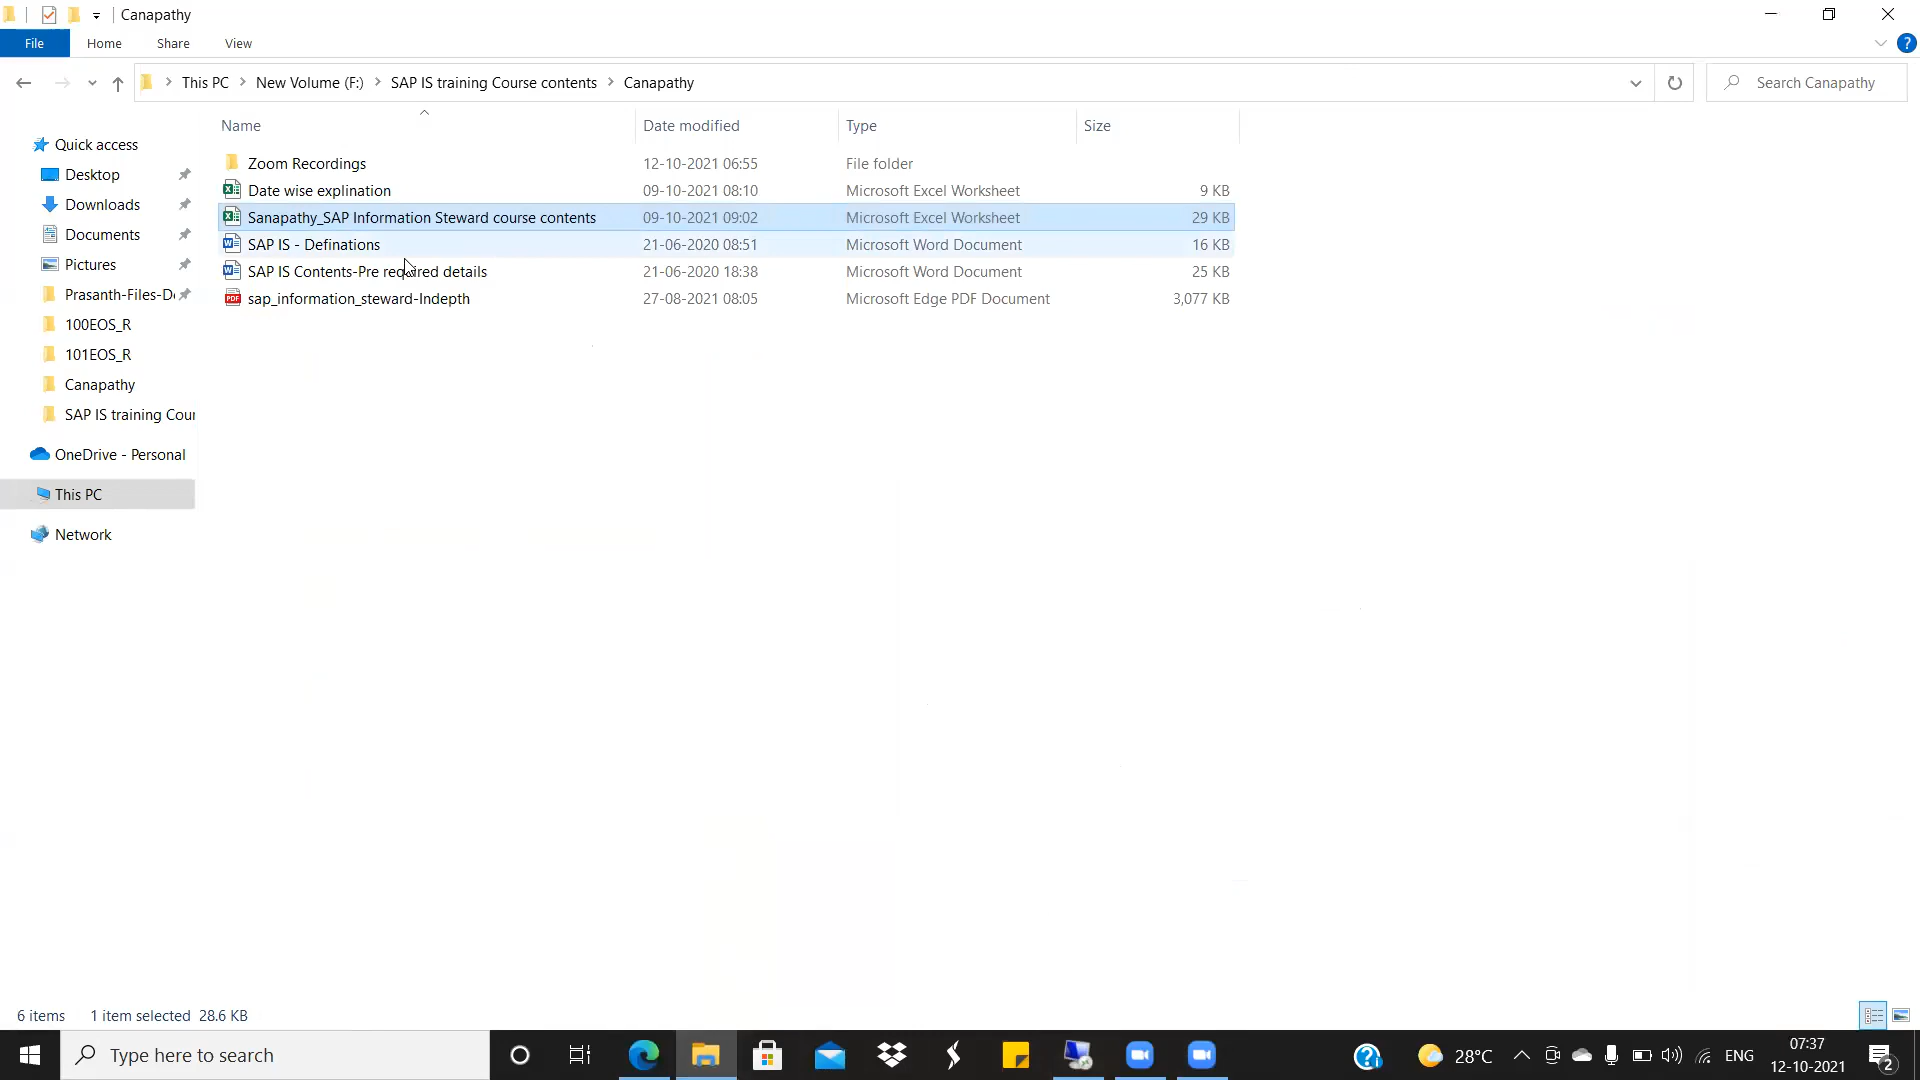 Canapathy
File Home Share View
This PC New Volume (F:) SAP IS training Course contents Canapathy Search Canapathy
Name Date modified Type Size
Zoom Recordings 12-10-2021 06:55 File folder
Date wise explination 09-10-2021 08:10 Microsoft Excel Worksheet 9 KB
Sanapathy_SAP Information Steward course contents 09-10-2021 09:02 Microsoft Excel Worksheet 29 KB
SAP IS - Definations 21-06-2020 08:51 Microsoft Word Document 16 KB
SAP IS Contents-Pre required details 21-06-2020 18:38 Microsoft Word Document 25 KB
PDF sap_information_steward-Indepth 27-08-2021 08:05 Microsoft Edge PDF Document 3,077 KB
Quick access
Desktop
Downloads
Documents
Pictures
Prasanth-Files-D
100EOS_R
101EOS_R
Canapathy
SAP IS training Cour
OneDrive - Personal
This PC
Network
6 items 1 item selected 28.6 KB
Type here to search 28°C ENG 07:37
12-10-2021 2